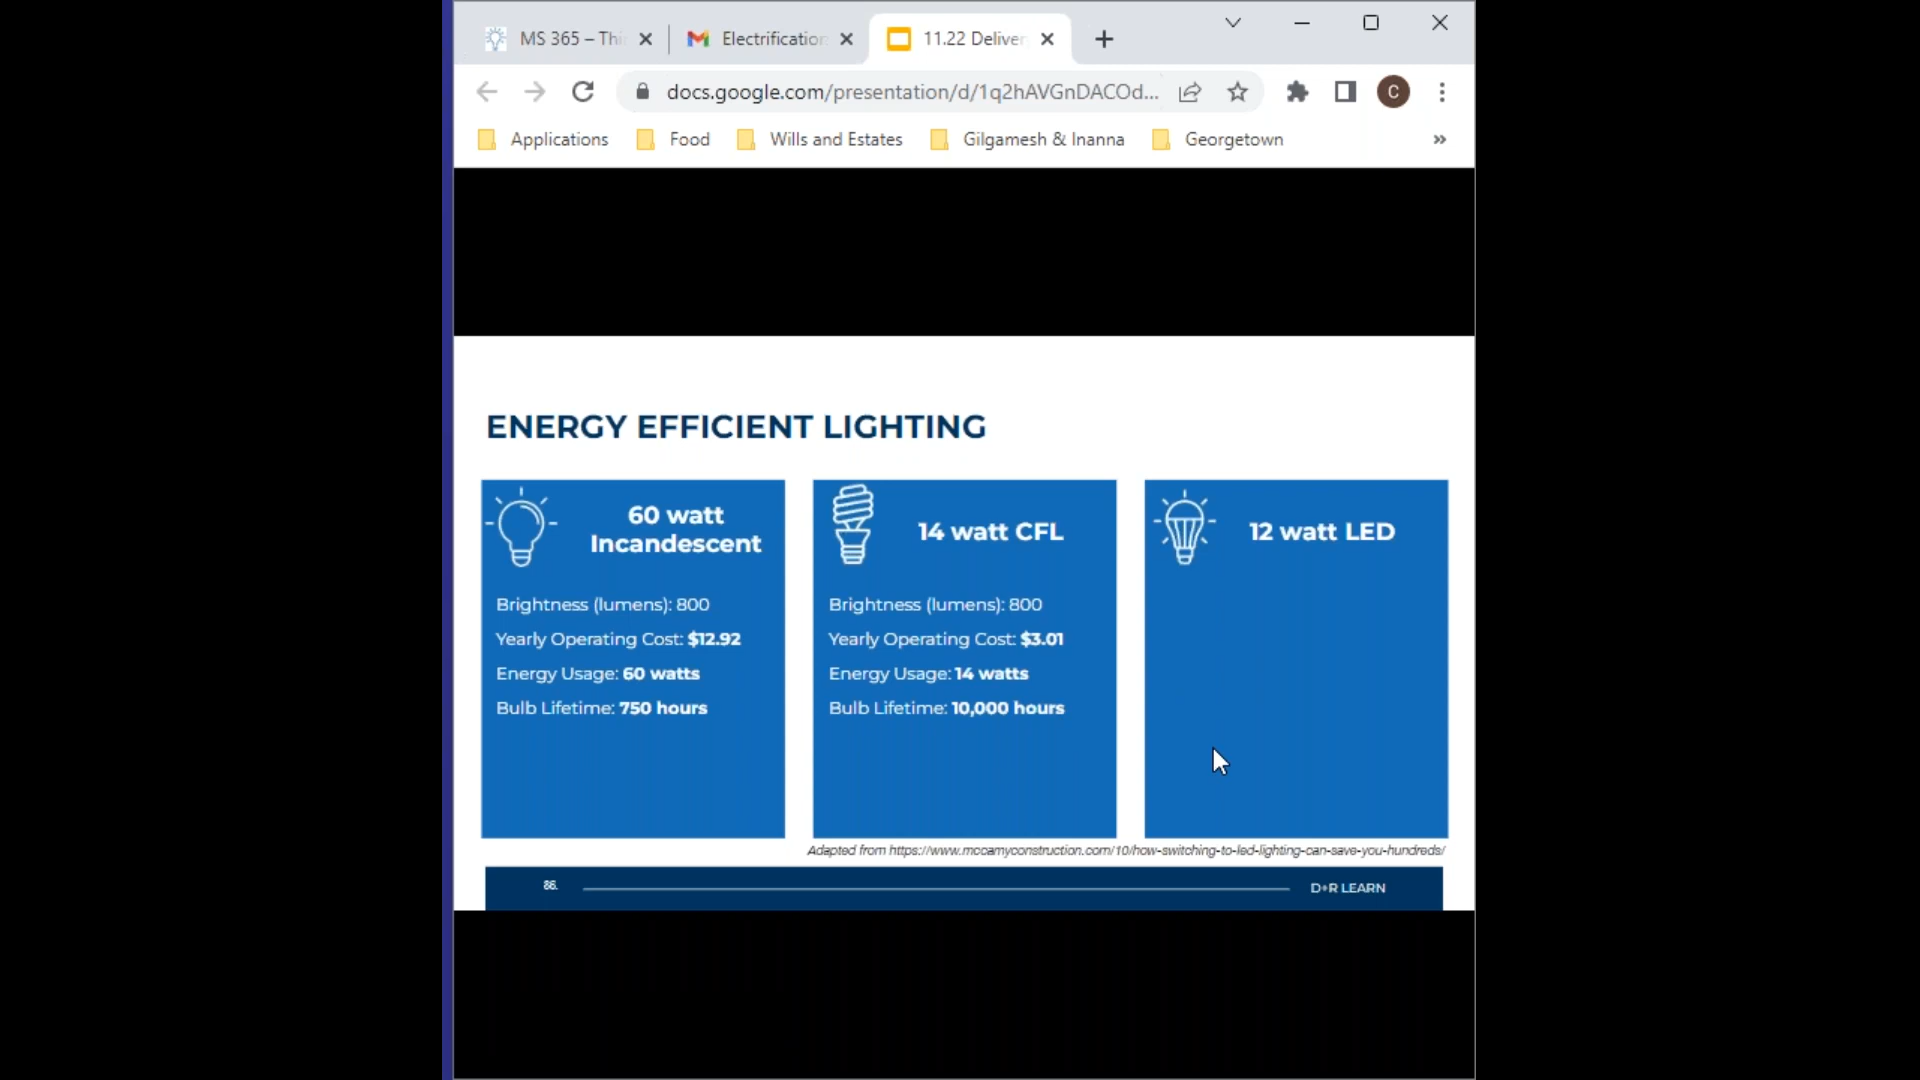 MS 365 – Thi
Electrification
11.22 Deliver
docs.google.com/presentation/d/1q2hAVGnDACOd...
C
Applications
Food
Wills and Estates
Gilgamesh & Inanna
Georgetown
»
ENERGY EFFICIENT LIGHTING
60 watt
Incandescent
Brightness (lumens): 800
Yearly Operating Cost: $12.92
Energy Usage: 60 watts
Bulb Lifetime: 750 hours
14 watt CFL
Brightness (lumens): 800
Yearly Operating Cost: $3.01
Energy Usage: 14 watts
Bulb Lifetime: 10,000 hours
12 watt LED
Adapted from https://www.mccamyconstruction.com/10/how-switching-to-led-lighting-can-save-you-hundreds/
86.
D+R LEARN